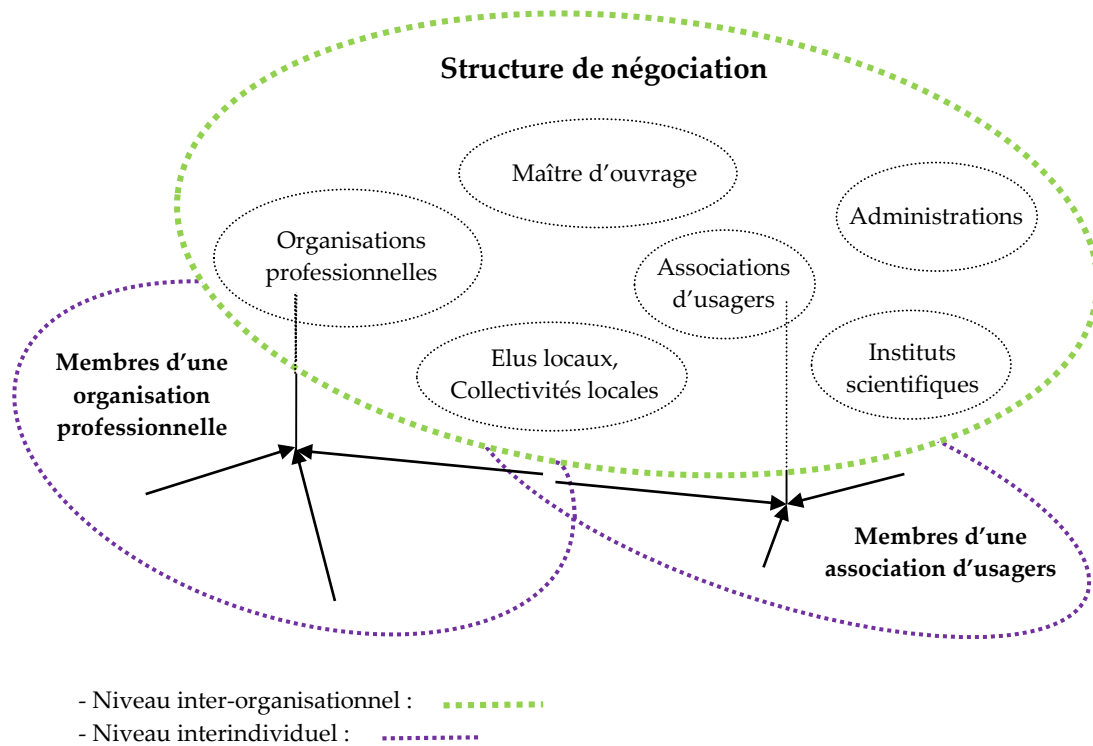 Structure de négociation
Maître d’ouvrage
Administrations
Organisations
professionnelles
Associations
d’usagers
Membres d’une
organisation
professionnelle
Elus locaux,
Collectivités locales
Instituts
scientifiques
Membres d’une
association d’usagers
- Niveau inter-organisationnel :
- Niveau interindividuel :